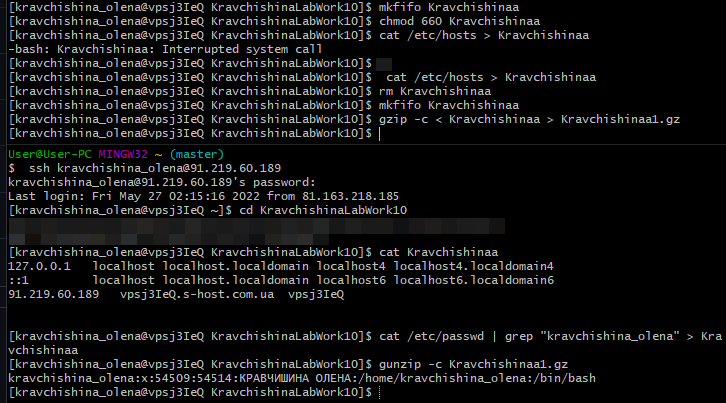 [kravchishina_olena@vpsj3IeQ KravchishinaLabWork10]$ mkfifo Kravchishinaa
[kravchishina_olena@vpsj3IeQ KravchishinaLabWork10]$ chmod 660 Kravchishinaa
[kravchishina_olena@vpsj3IeQ KravchishinaLabWork10]$ cat /etc/hosts > Kravchishinaa
-bash: Kravchishinaa: Interrupted system call
[kravchishina_olena@vpsj3IeQ KravchishinaLabWork10]$
[kravchishina_olena@vpsj3IeQ KravchishinaLabWork10]$  cat /etc/hosts > Kravchishinaa
[kravchishina_olena@vpsj3IeQ KravchishinaLabWork10]$ rm Kravchishinaa
[kravchishina_olena@vpsj3IeQ KravchishinaLabWork10]$ mkfifo Kravchishinaa
[kravchishina_olena@vpsj3IeQ KravchishinaLabWork10]$ gzip -c < Kravchishinaa > Kravchishinaa1.gz
[kravchishina_olena@vpsj3IeQ KravchishinaLabWork10]$
User@User-PC MINGW32 ~ (master)
$  ssh kravchishina_olena@91.219.60.189
kravchishina_olena@91.219.60.189's password:
Last login: Fri May 27 02:15:16 2022 from 81.163.218.185
[kravchishina_olena@vpsj3IeQ ~]$ cd KravchishinaLabWork10
[kravchishina_olena@vpsj3IeQ KravchishinaLabWork10]$ cat Kravchishinaa
127.0.0.1   localhost localhost.localdomain localhost4 localhost4.localdomain4
::1         localhost localhost.localdomain localhost6 localhost6.localdomain6
91.219.60.189   vpsj3IeQ.s-host.com.ua  vpsj3IeQ
[kravchishina_olena@vpsj3IeQ KravchishinaLabWork10]$ cat /etc/passwd | grep "kravchishina_olena" > Kra
vchishinaa
[kravchishina_olena@vpsj3IeQ KravchishinaLabWork10]$ gunzip -c Kravchishinaa1.gz
kravchishina_olena:x:54509:54514:КРАВЧИШИНА ОЛЕНА:/home/kravchishina_olena:/bin/bash
[kravchishina_olena@vpsj3IeQ KravchishinaLabWork10]$